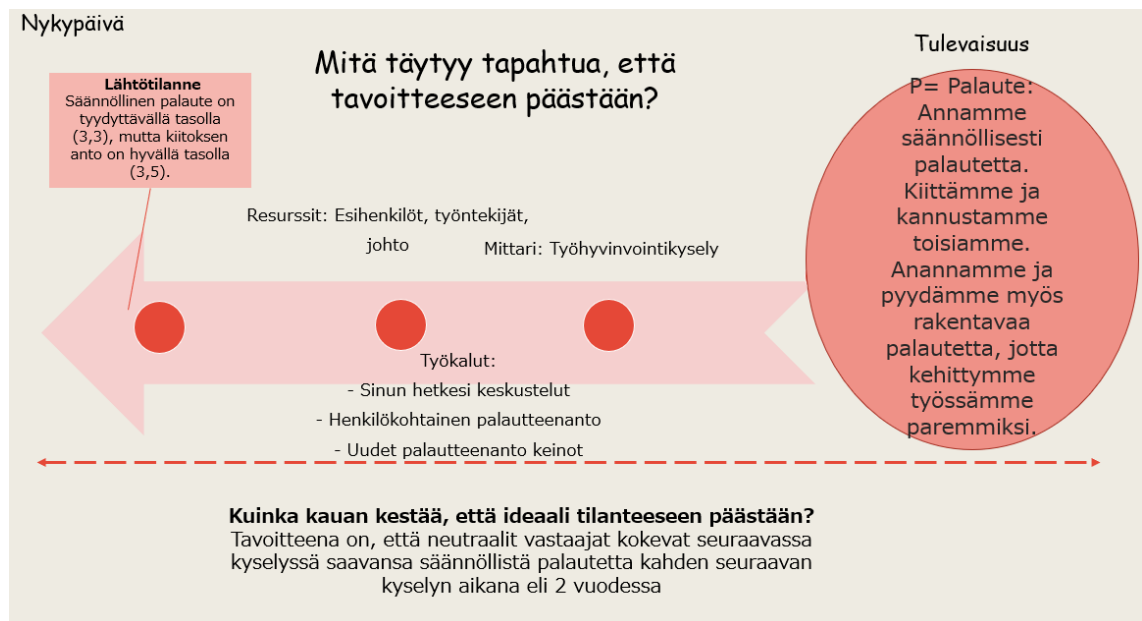 Nykypäivä
Mitä täytyy tapahtua, että
tavoitteeseen päästään?
Tulevaisuus
Lähtötilanne
Säännöllinen palaute on
tyydyttävällä tasolla
(3,3), mutta kiitoksen
anto on hyvällä tasolla
(3,5).
P= Palaute:
Annamme
säännöllisesti
palautetta.
Kiittämme ja
kannustamme
toisiamme.
Anannamme ja
pyydämme myös
rakentavaa
palautetta, jotta
kehittymme
työssämme
paremmiksi.
Resurssit: Esihenkilöt, työntekijät,
johto
Mittari: Työhyvinvointikysely
Työkalut:
- Sinun hetkesi keskustelut
- Henkilökohtainen palautteenanto
- Uudet palautteenanto keinot
Kuinka kauan kestää, että ideaali tilanteeseen päästään?
Tavoitteena on, että neutraalit vastaajat kokevat seuraavassa
kyselyssä saavansa säännöllistä palautetta kahden seuraavan
kyselyn aikana eli 2 vuodessa